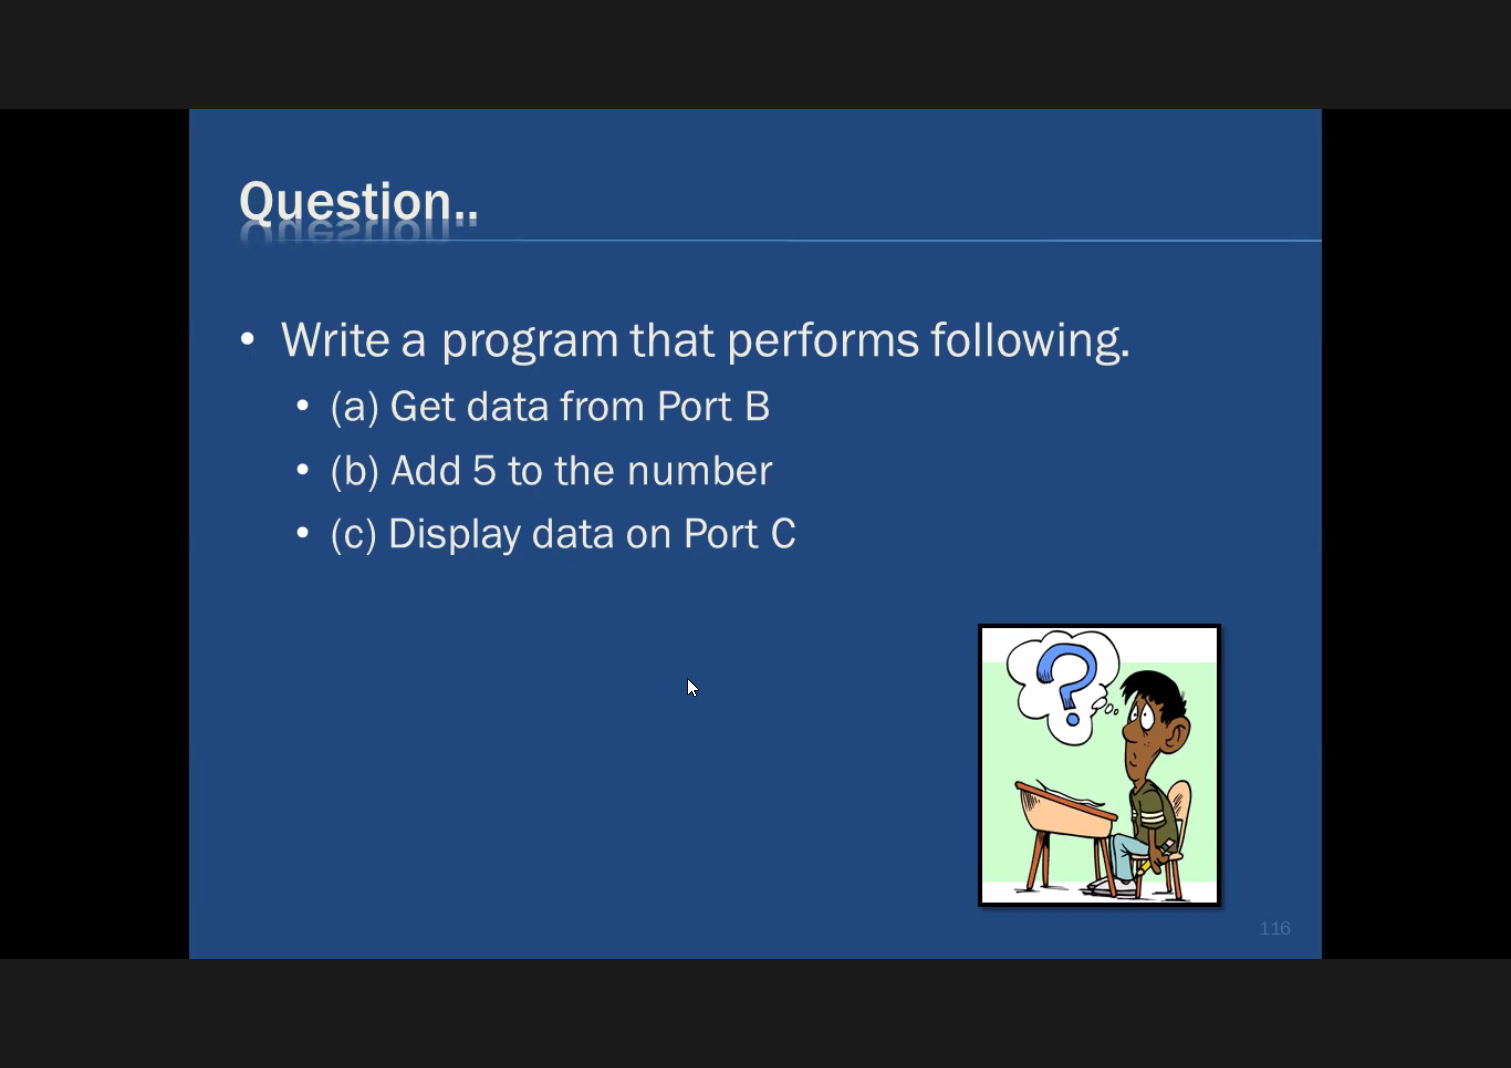 Question..
• Write a program that performs following.
• (a) Get data from Port B
• (b) Add 5 to the number
• (c) Display data on Port C
?
116